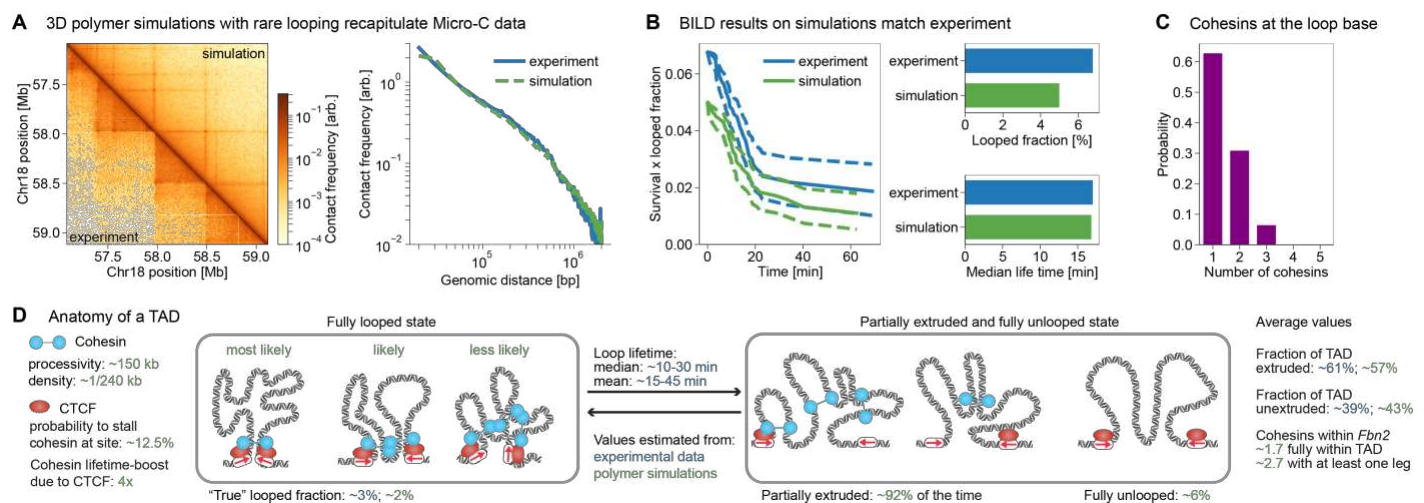 A 3D polymer simulations with rare looping recapitulate Micro-C data
simulation
experiment
57.5
58.0
58.5
59.0
Chr18 position [Mb]
57.5 58.0 58.5 59.0
Chr18 position [Mb]
10⁻¹
10⁻²
10⁻³
10⁻⁴
Contact frequency [arb.]
experiment
simulation
10⁰
10⁻¹
10⁻²
Contact frequency [arb.]
10⁵ 10⁶
Genomic distance [bp]
B BILD results on simulations match experiment
experiment
simulation
0.06
0.04
0.02
0.00
Survival x looped fraction
0 20 40 60
Time [min]
experiment
simulation
0 2 4 6
Looped fraction [%]
experiment
simulation
0 5 10 15
Median life time [min]
C Cohesins at the loop base
0.6
0.5
0.3
0.1
0.0
Probability
1 2 3 4 5
Number of cohesins
D Anatomy of a TAD
Cohesin
processivity: ~150 kb
density: ~1/240 kb
CTCF
probability to stall
cohesin at site: ~12.5%
Cohesin lifetime-boost
due to CTCF: 4x
Fully looped state
most likely likely less likely
"True" looped fraction: ~3%; ~2%
Loop lifetime:
median: ~10-30 min
mean: ~15-45 min
Values estimated from:
experimental data
polymer simulations
Partially extruded and fully unlooped state
Partially extruded: ~92% of the time
Fully unlooped: ~6%
Average values
Fraction of TAD
extruded: ~61%; ~57%
Fraction of TAD
unextruded: ~39%; ~43%
Cohesins within Fbn2
~1.7 fully within TAD
~2.7 with at least one leg